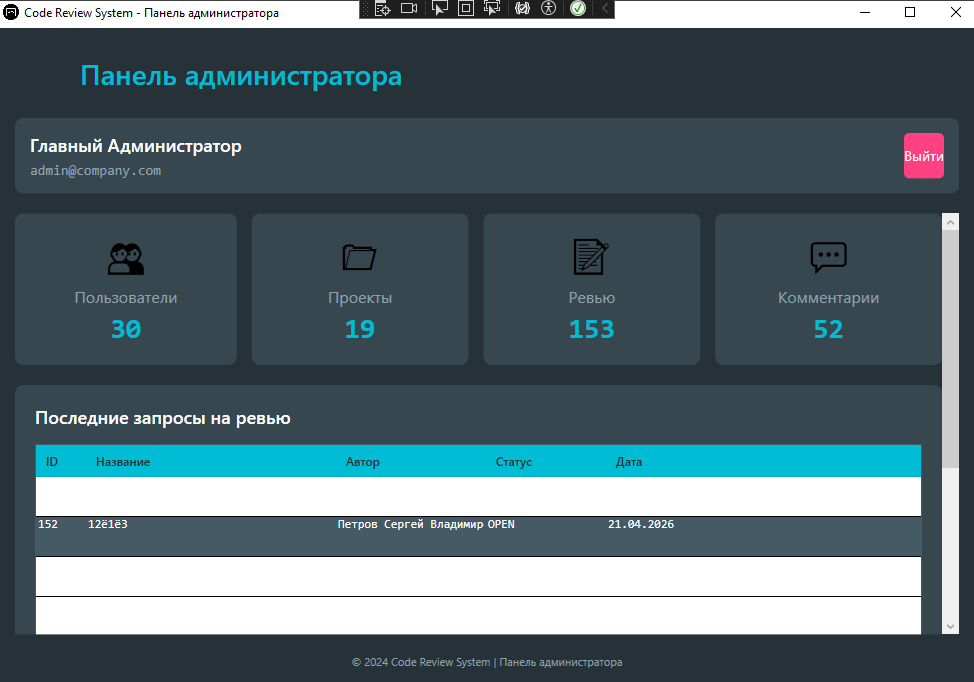 Code Review System - Панель администратора
Панель администратора
Главный Администратор
admin@company.com
Выйти
Пользователи
30
Проекты
19
Ревью
153
Комментарии
52
Последние запросы на ревью
ID Название Автор Статус Дата
152 12ё1ё3 Петров Сергей Владимир OPEN 21.04.2026
© 2024 Code Review System | Панель администратора